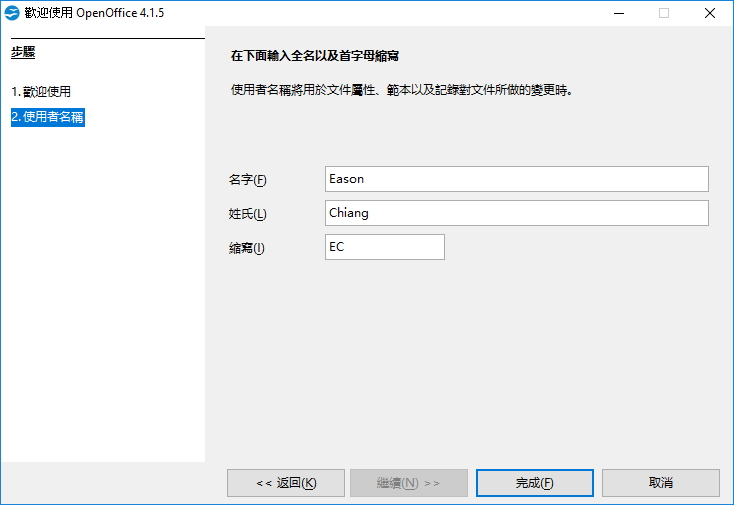 歡迎使用 OpenOffice 4.1.5
步驟
1. 歡迎使用
2. 使用者名稱
在下面輸入全名以及首字母縮寫
使用者名稱將用於文件屬性、範本以及記錄對文件所做的變更時。
名字(F) Eason
姓氏(L) Chiang
縮寫(I) EC
<< 返回(K) 繼續(N) >> 完成(F) 取消